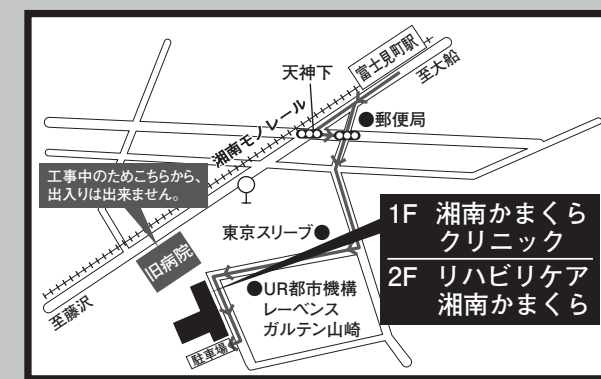 富士見町駅
至大船
天神下
●郵便局
湘南モノレール
工事中のためこちらから、
出入りは出来ません。
旧病院
東京スリーブ●
1F 湘南かまくら
クリニック
2F リハビリケア
湘南かまくら
●UR都市機構
レーベンス
ガルテン山崎
至藤沢
駐車場